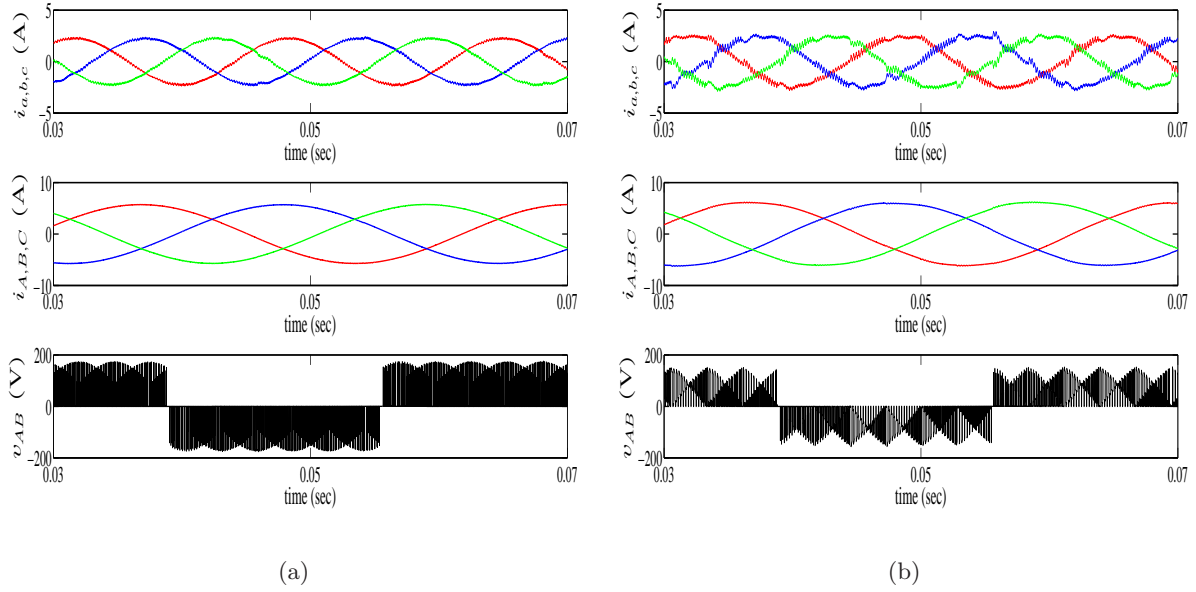 i_{a,b,c} (A)
5
0
−5
0.03
0.05
0.07
time (sec)
i_{A,B,C} (A)
10
0
−10
0.03
0.05
0.07
time (sec)
v_{AB} (V)
200
0
−200
0.03
0.05
0.07
time (sec)
(a)
i_{a,b,c} (A)
5
0
−5
0.03
0.05
0.07
time (sec)
i_{A,B,C} (A)
10
0
−10
0.03
0.05
0.07
time (sec)
v_{AB} (V)
200
0
−200
0.03
0.05
0.07
time (sec)
(b)